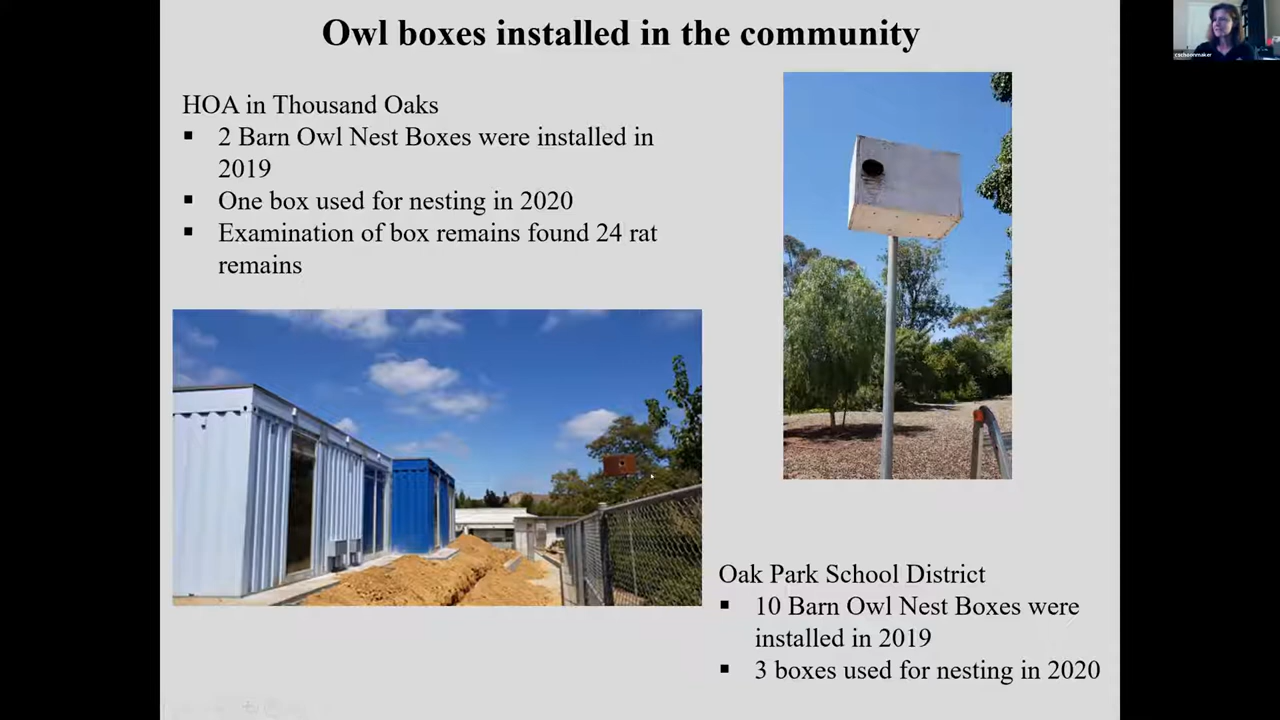 Owl boxes installed in the community
HOA in Thousand Oaks
▪ 2 Barn Owl Nest Boxes were installed in
2019
▪ One box used for nesting in 2020
▪ Examination of box remains found 24 rat
remains
Oak Park School District
▪ 10 Barn Owl Nest Boxes were
installed in 2019
▪ 3 boxes used for nesting in 2020
cschoonmaker